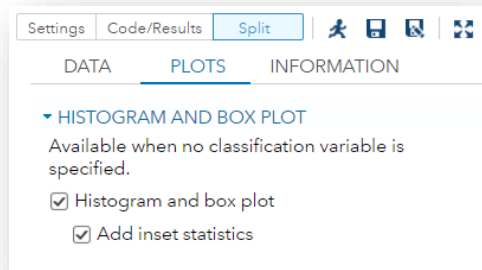 Settings Code/Results Split
DATA PLOTS INFORMATION
HISTOGRAM AND BOX PLOT
Available when no classification variable is
specified.
Histogram and box plot
Add inset statistics